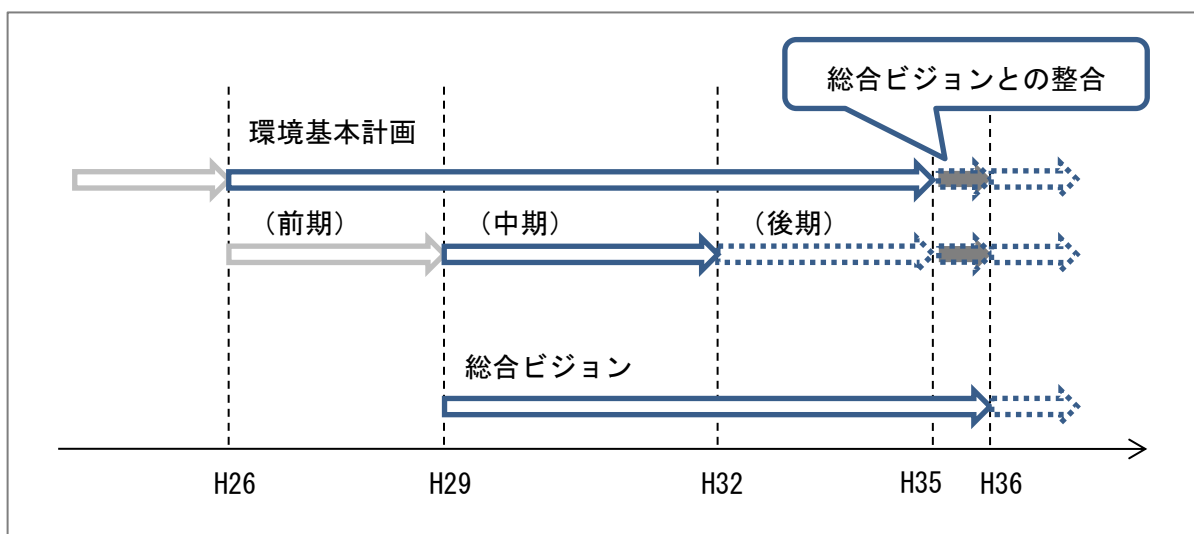 総合ビジョンとの整合
環境基本計画
（前期）
（中期）
（後期）
総合ビジョン
H26
H29
H32
H35
H36